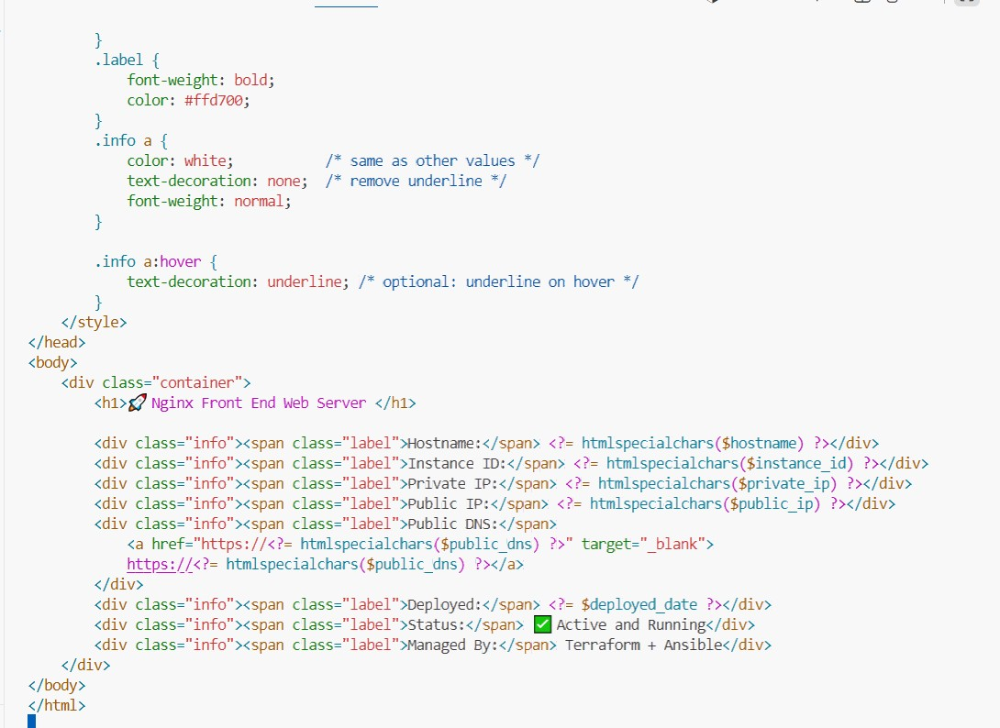 }
        .label {
            font-weight: bold;
            color: #ffd700;
        }
        .info a {
            color: white;           /* same as other values */
            text-decoration: none;  /* remove underline */
            font-weight: normal;
        }

        .info a:hover {
            text-decoration: underline; /* optional: underline on hover */
        }
    </style>
</head>
<body>
    <div class="container">
        <h1>🚀 Nginx Front End Web Server </h1>

        <div class="info"><span class="label">Hostname:</span> <?= htmlspecialchars($hostname) ?></div>
        <div class="info"><span class="label">Instance ID:</span> <?= htmlspecialchars($instance_id) ?></div>
        <div class="info"><span class="label">Private IP:</span> <?= htmlspecialchars($private_ip) ?></div>
        <div class="info"><span class="label">Public IP:</span> <?= htmlspecialchars($public_ip) ?></div>
        <div class="info"><span class="label">Public DNS:</span>
            <a href="https://<?= htmlspecialchars($public_dns) ?>" target="_blank">
            https://<?= htmlspecialchars($public_dns) ?></a>
        </div>
        <div class="info"><span class="label">Deployed:</span> <?= $deployed_date ?></div>
        <div class="info"><span class="label">Status:</span> ✅ Active and Running</div>
        <div class="info"><span class="label">Managed By:</span> Terraform + Ansible</div>
    </div>
</body>
</html>